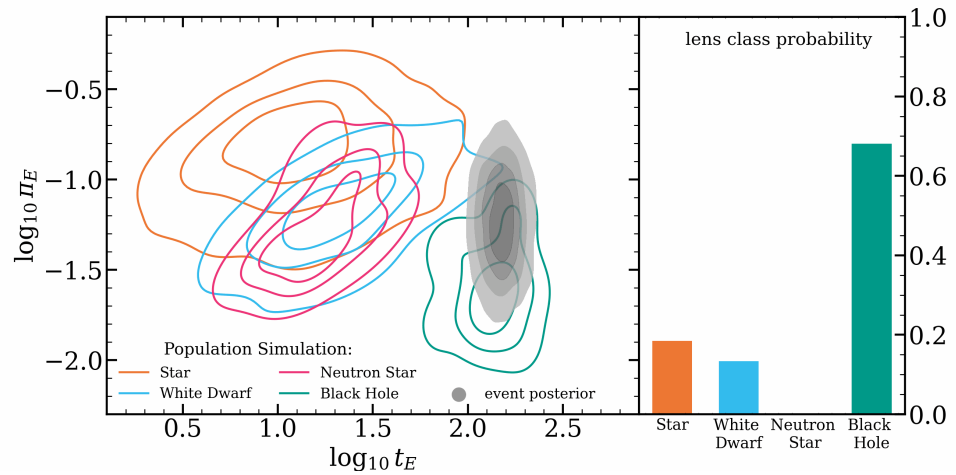 lens class probability
log₁₀ π_E
−0.5
−1.0
−1.5
−2.0
Population Simulation:
Star
Neutron Star
White Dwarf
Black Hole
event posterior
0.5
1.0
1.5
2.0
2.5
log₁₀ t_E
1.0
0.8
0.6
0.4
0.2
0.0
Star
White
Dwarf
Neutron
Star
Black
Hole